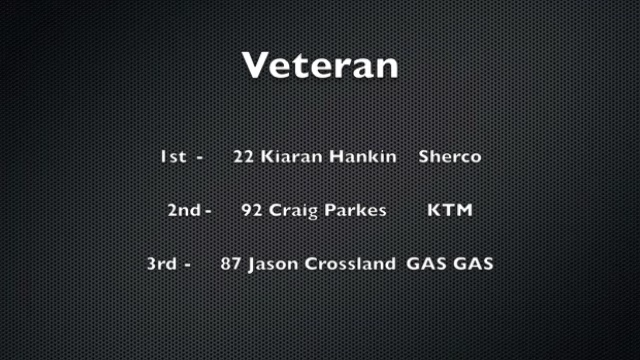 Veteran
1st - 22 Kiaran Hankin Sherco
2nd - 92 Craig Parkes KTM
3rd - 87 Jason Crossland GAS GAS